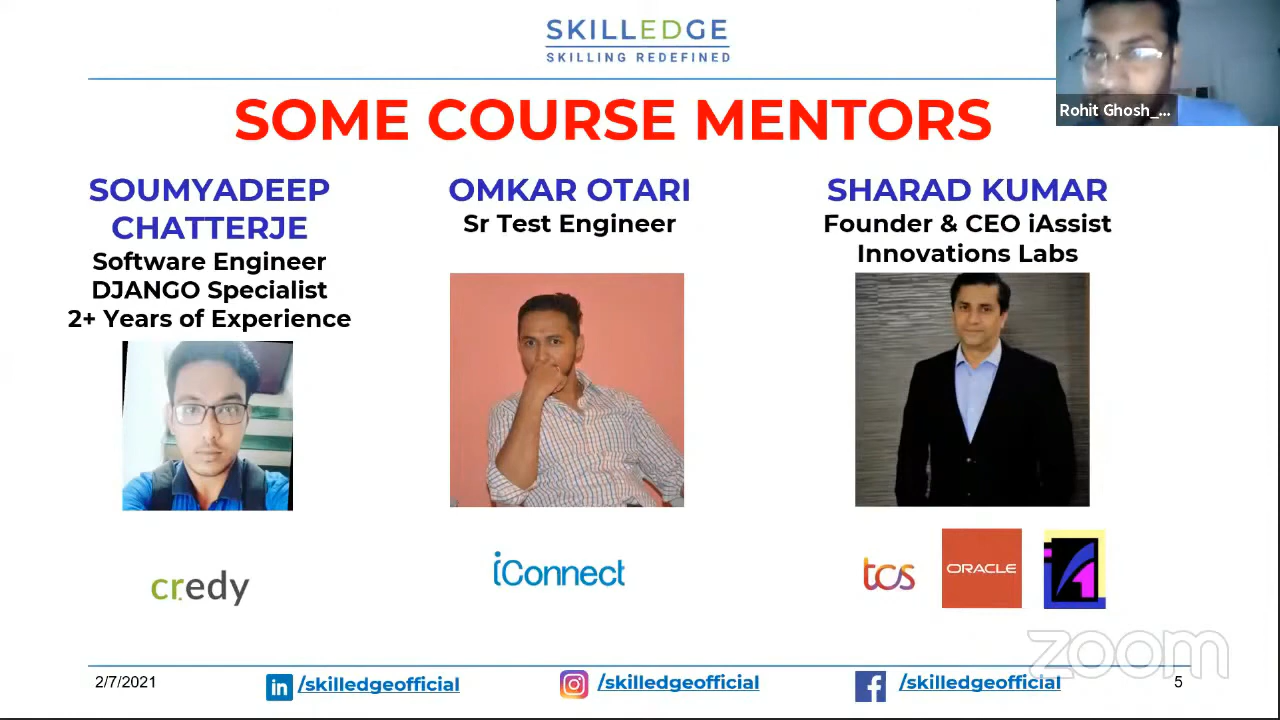 SKILLEDGE
SKILLING REDEFINED
Rohit Ghosh_...
SOME COURSE MENTORS
SOUMYADEEP
CHATTERJE
Software Engineer
DJANGO Specialist
2+ Years of Experience
OMKAR OTARI
Sr Test Engineer
SHARAD KUMAR
Founder & CEO iAssist
Innovations Labs
credy
iConnect
tcs
ORACLE
zoom
2/7/2021
in /skilledgeofficial
/skilledgeofficial
f /skilledgeofficial
5